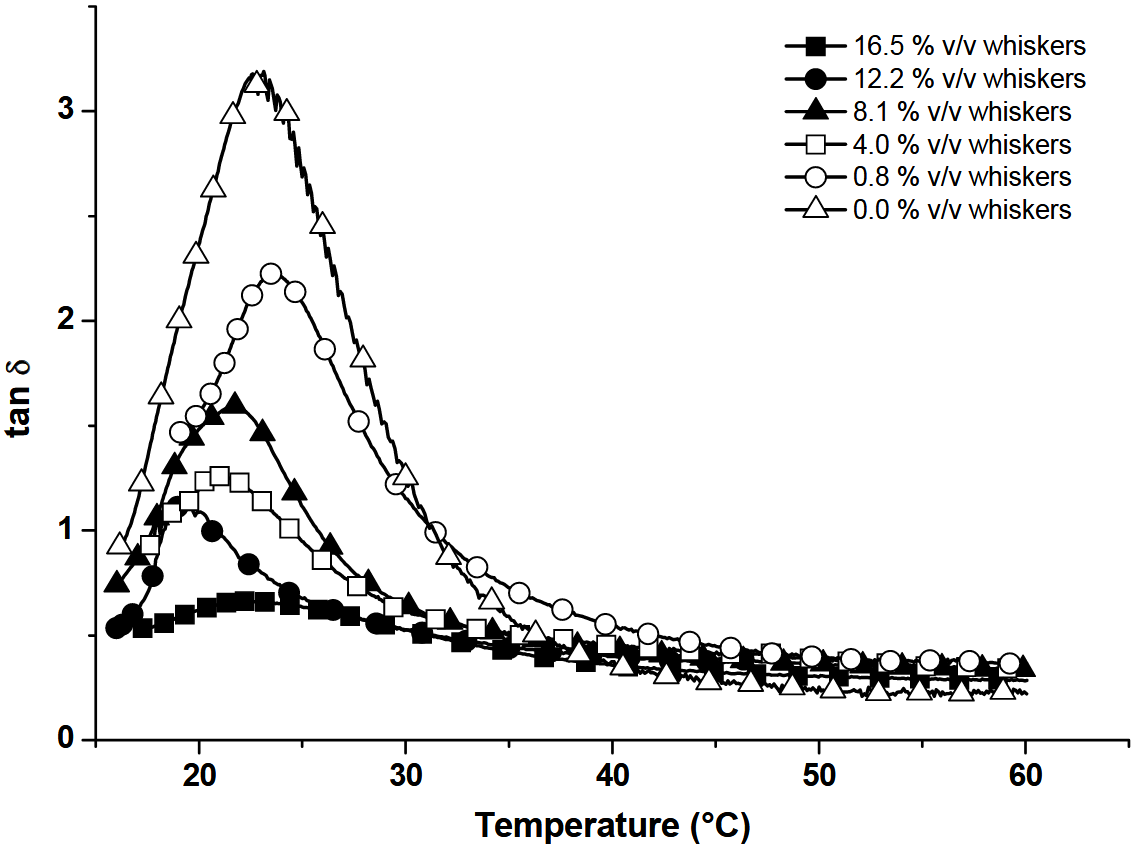 3
2
1
0
tan δ
16.5 % v/v whiskers
12.2 % v/v whiskers
8.1 % v/v whiskers
4.0 % v/v whiskers
0.8 % v/v whiskers
0.0 % v/v whiskers
20 30 40 50 60
Temperature (°C)